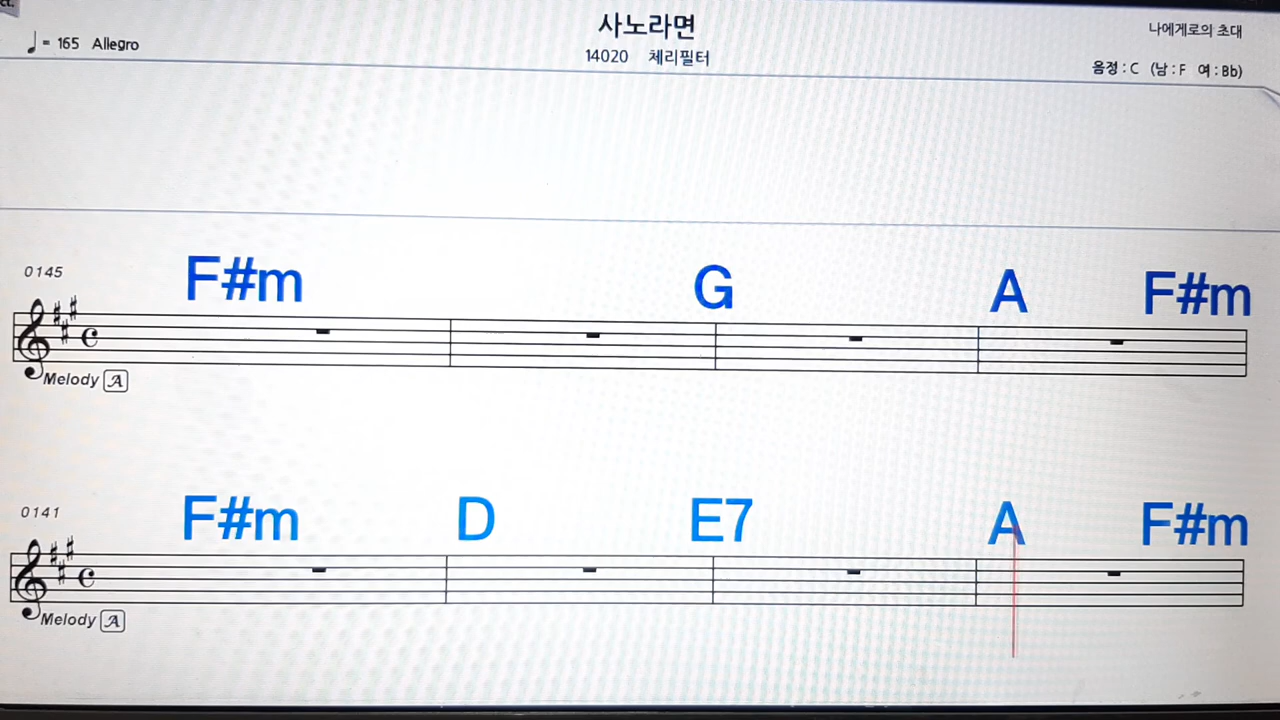 ct.
사노라면
나에게로의 초대
♩= 165 Allegro
14020 체리필터
음정 : C (남 : F 여 : Bb)
0145
F#m G A F#m
Melody A
0141
F#m D E7 A F#m
Melody A